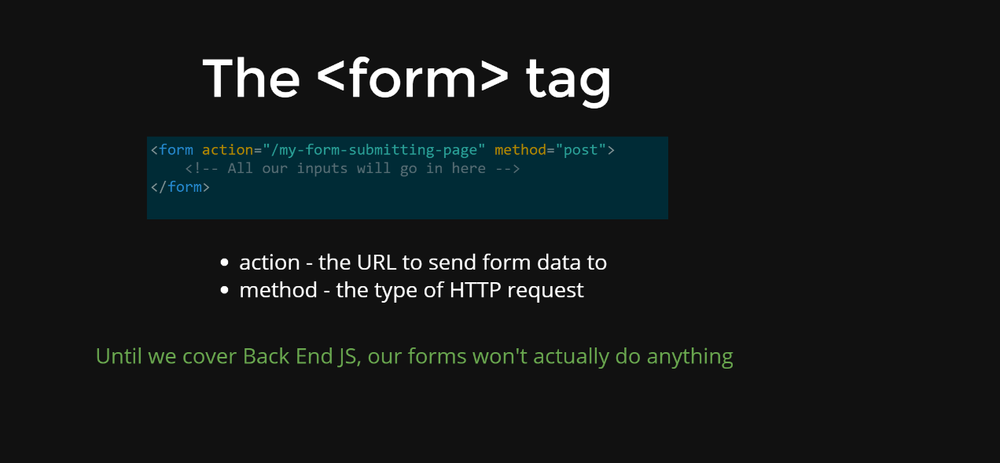 The <form> tag
<form action="/my-form-submitting-page" method="post">
<!-- All our inputs will go in here -->
</form>
action - the URL to send form data to
method - the type of HTTP request
Until we cover Back End JS, our forms won't actually do anything